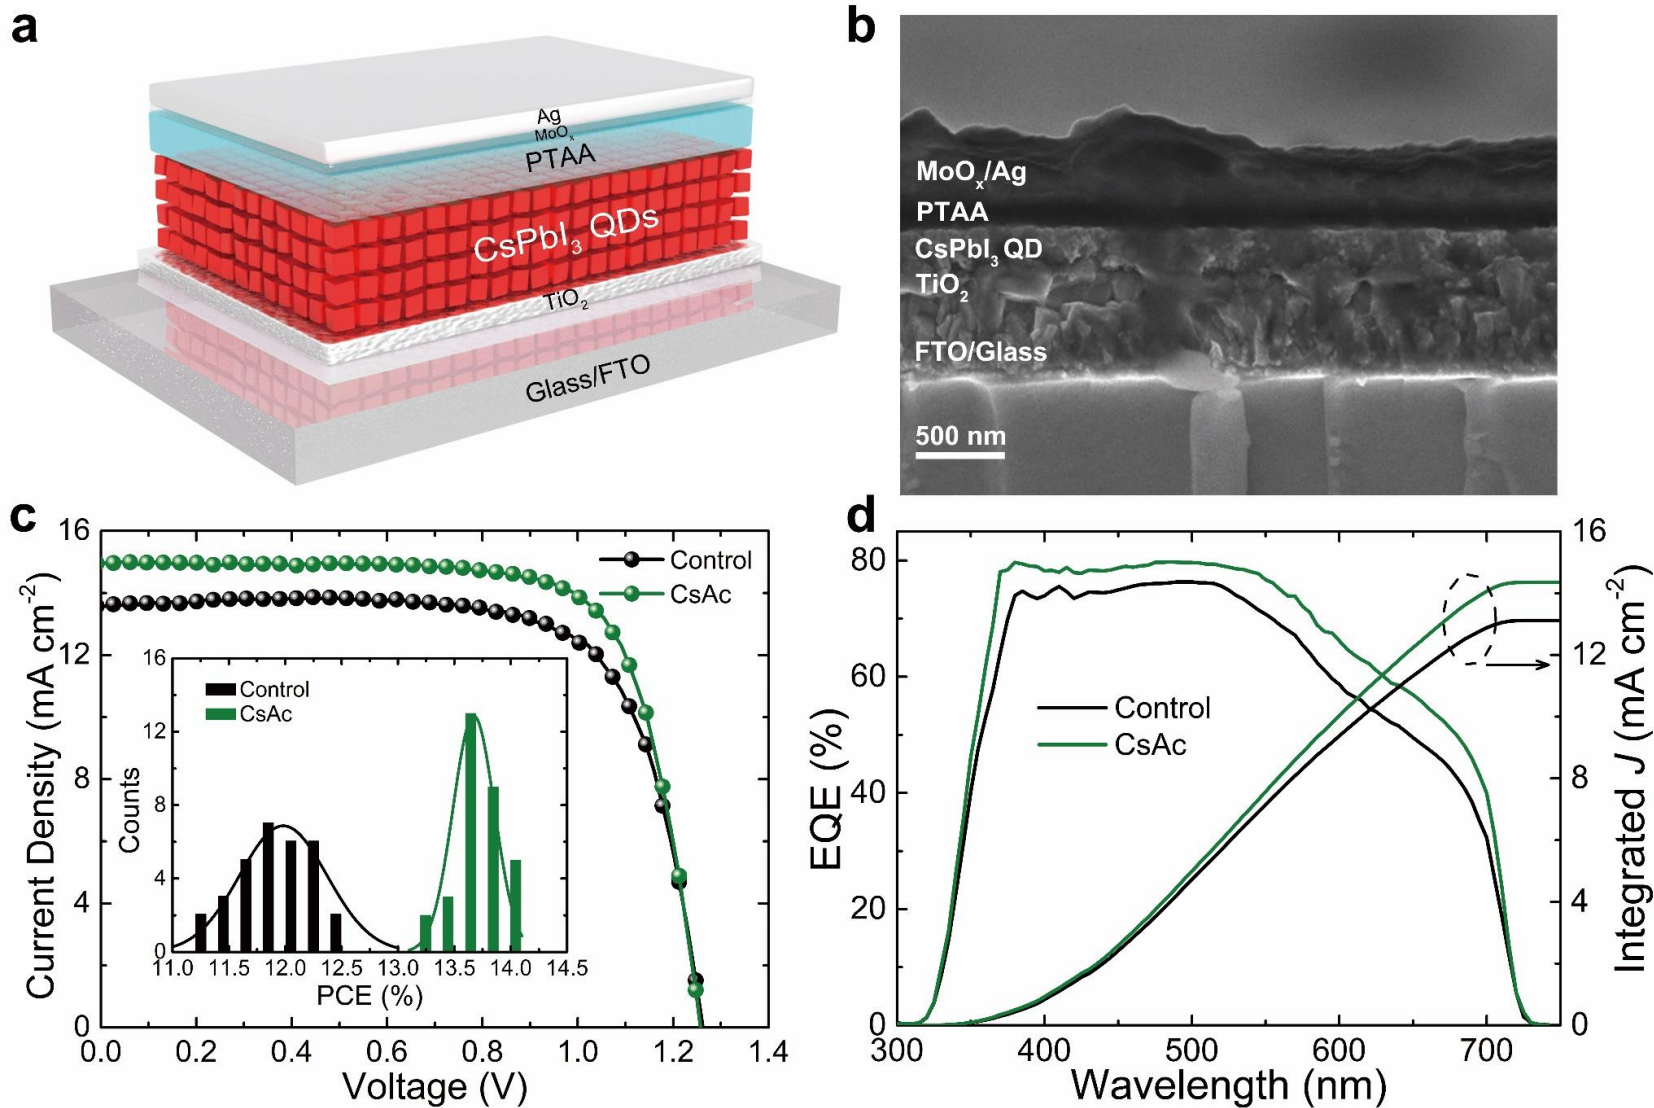 a
Ag
MoOₓ
PTAA
CsPbI₃ QDs
TiO₂
Glass/FTO
b
MoOₓ/Ag
PTAA
CsPbI₃ QD
TiO₂
FTO/Glass
500 nm
c
Current Density (mA cm⁻²)
16
12
8
4
0
0.0 0.2 0.4 0.6 0.8 1.0 1.2 1.4
Voltage (V)
Control
CsAc
Counts
16
12
8
4
0
11.0 11.5 12.0 12.5 13.0 13.5 14.0 14.5
PCE (%)
Control
CsAc
d
EQE (%)
80
60
40
20
0
300 400 500 600 700
Wavelength (nm)
Control
CsAc
16
12
8
4
0
Integrated J (mA cm⁻²)